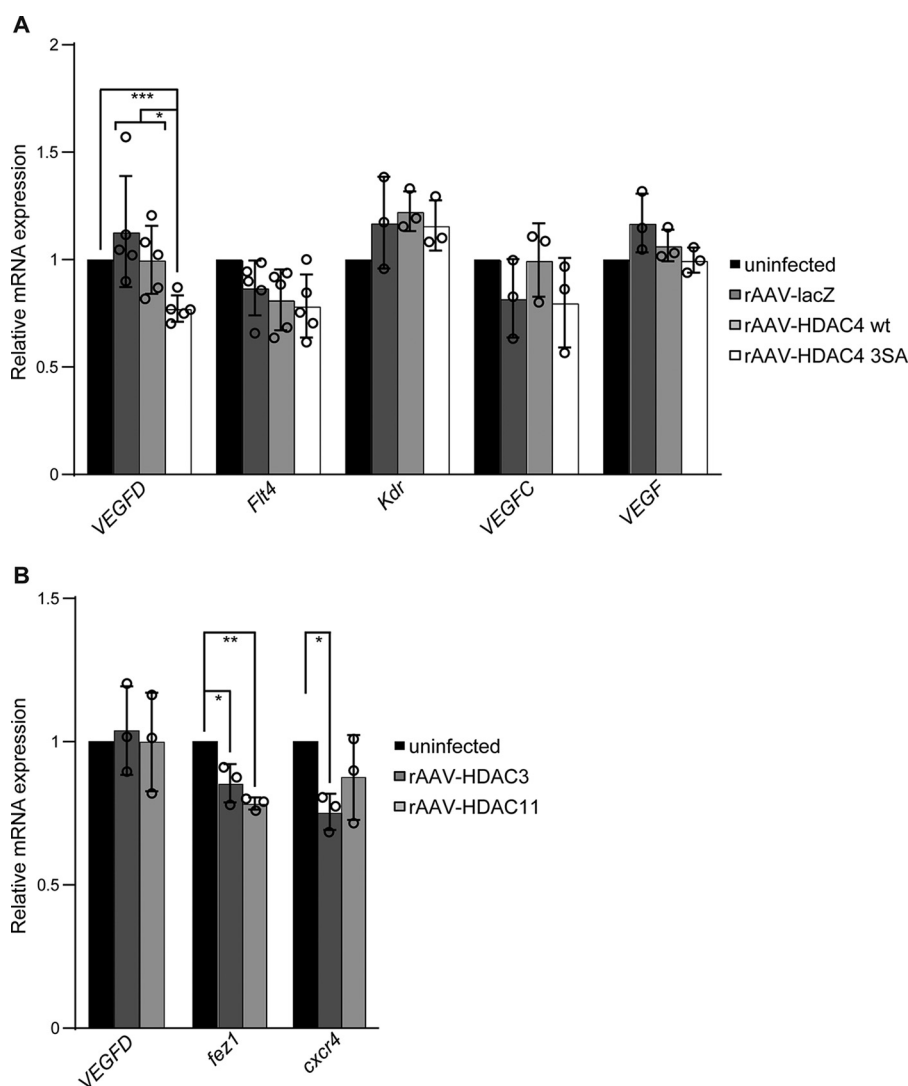 A
2
1.5
1
0.5
0
Relative mRNA expression
***
*
VEGFD
Flt4
Kdr
VEGFC
VEGF
uninfected
rAAV-lacZ
rAAV-HDAC4 wt
rAAV-HDAC4 3SA
B
1.5
1
0.5
0
Relative mRNA expression
**
*
*
VEGFD
fez1
cxcr4
uninfected
rAAV-HDAC3
rAAV-HDAC11